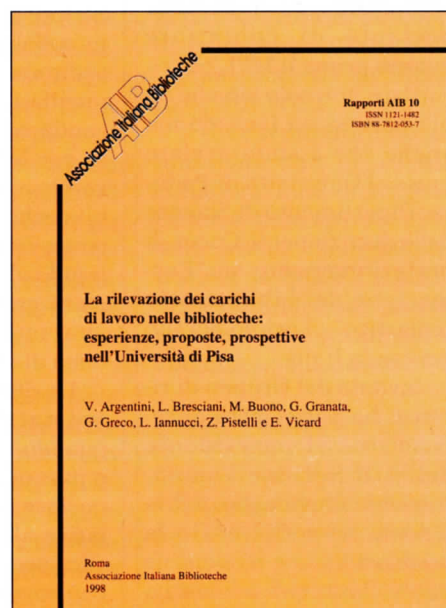 AIB
Associazione Italiana Biblioteche
Rapporti AIB 10
ISSN 1121-1482
ISBN 88-7812-053-7
La rilevazione dei carichi
di lavoro nelle biblioteche:
esperienze, proposte, prospettive
nell'Università di Pisa
V. Argentini, L. Bresciani, M. Buono, G. Granata,
G. Greco, L. Iannucci, Z. Pistelli e E. Vicard
Roma
Associazione Italiana Biblioteche
1998